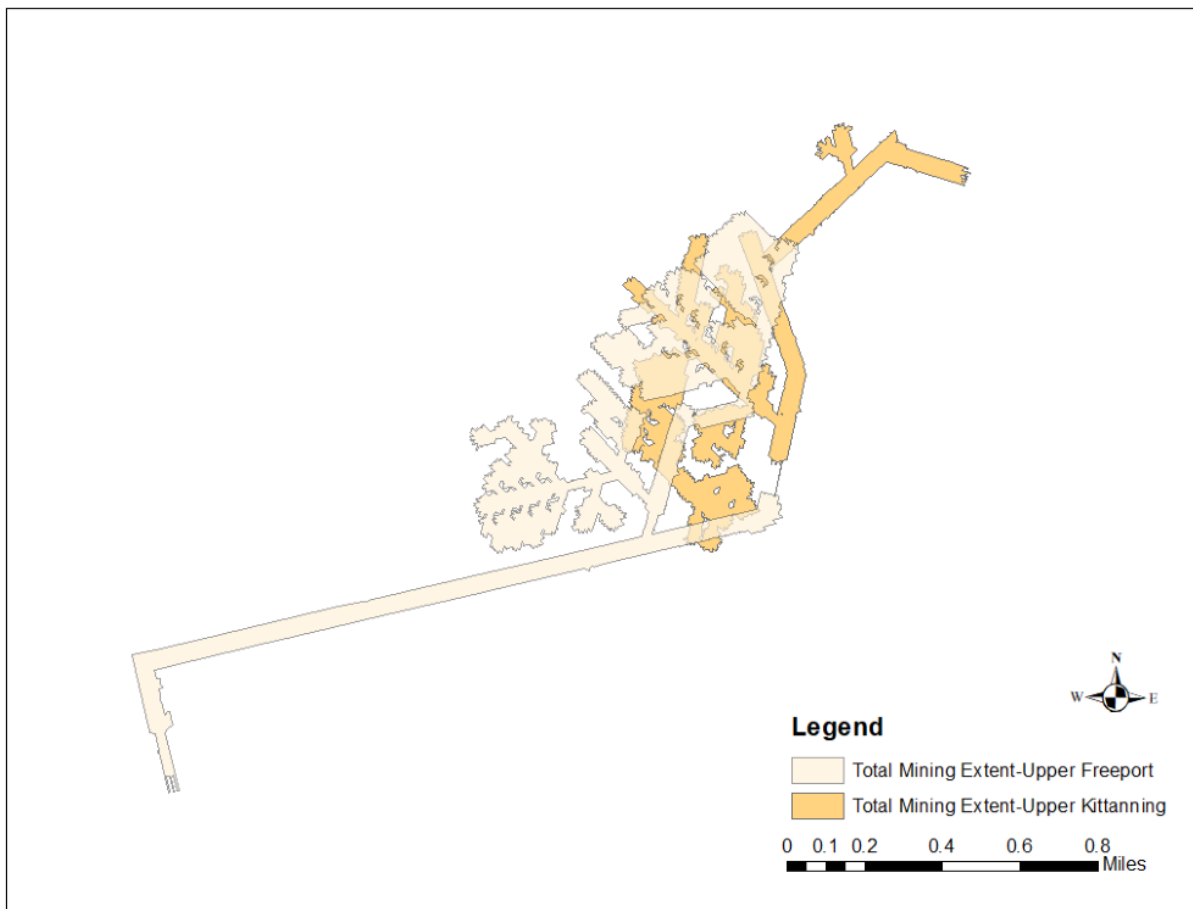 N
W E
Legend
Total Mining Extent-Upper Freeport
Total Mining Extent-Upper Kittanning
0 0.1 0.2 0.4 0.6 0.8
Miles